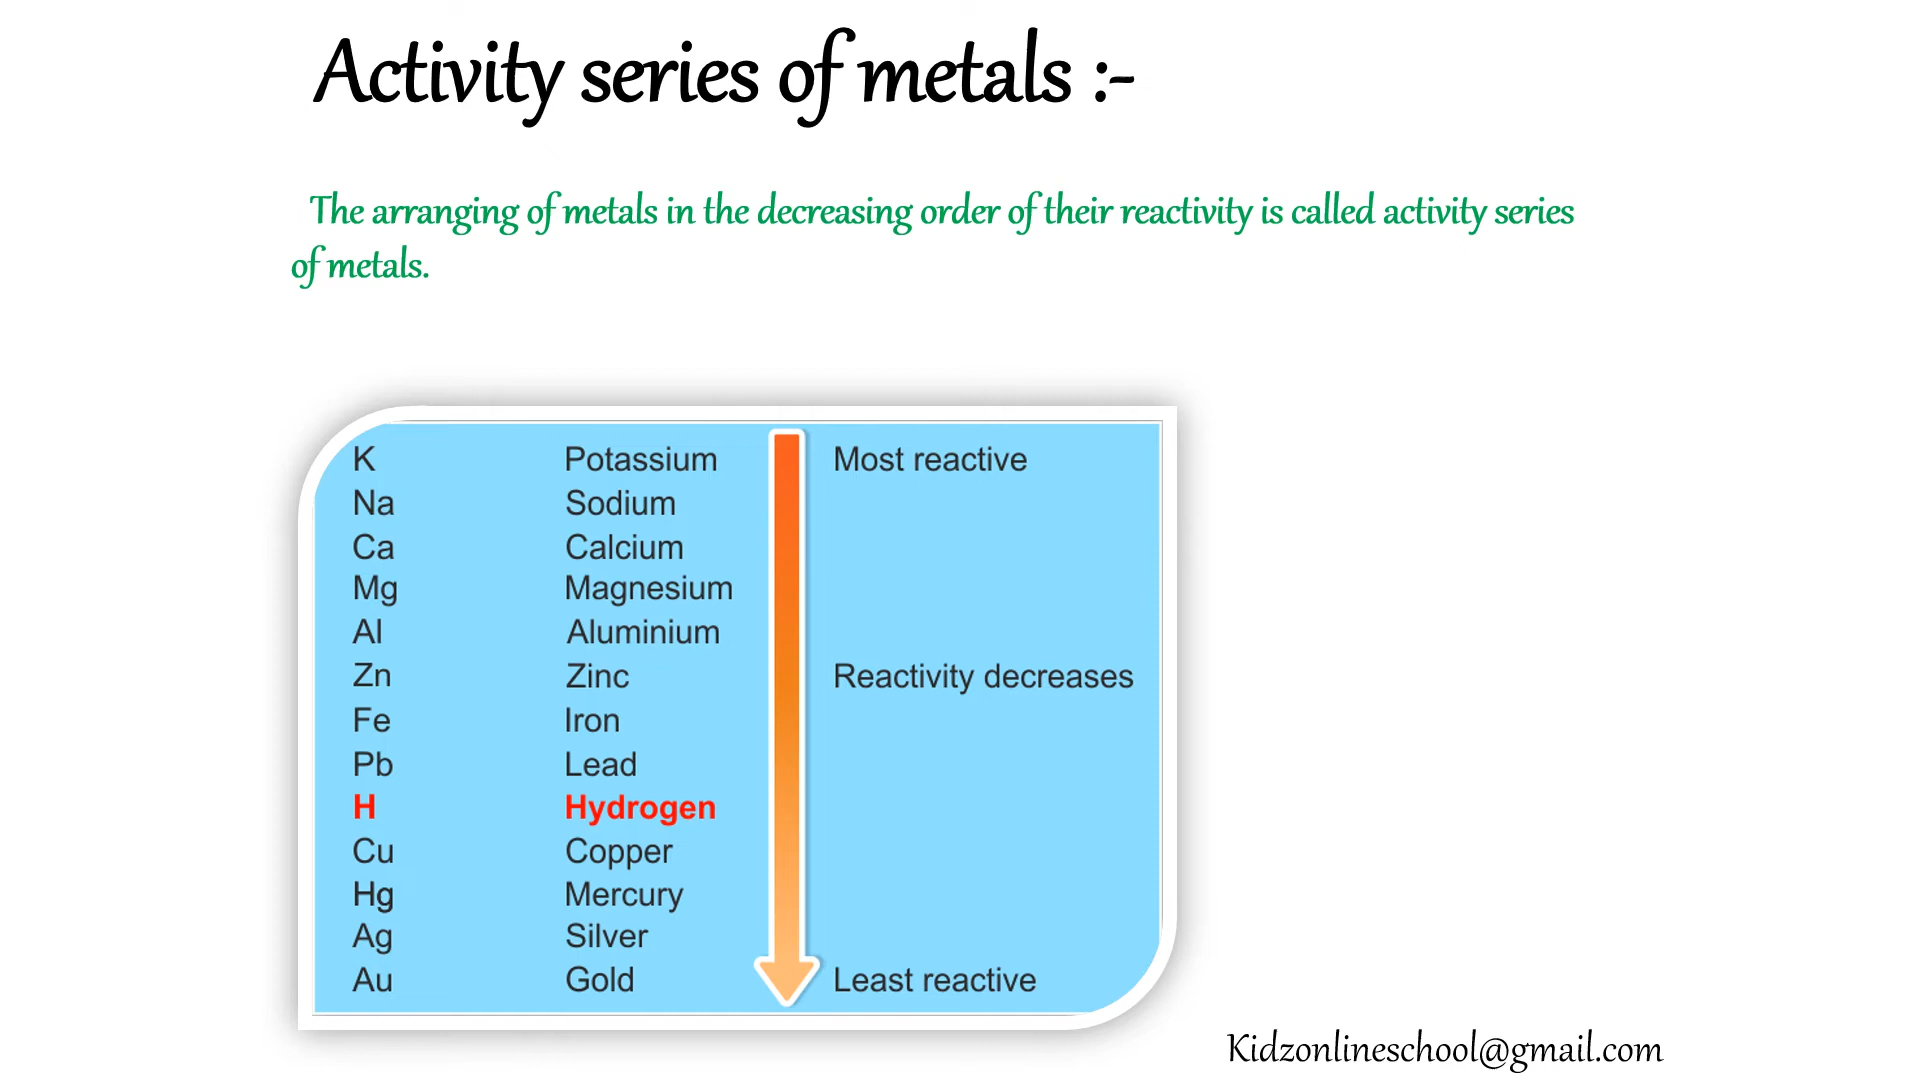 Activity series of metals :-
The arranging of metals in the decreasing order of their reactivity is called activity series
of metals.
K Potassium Most reactive
Na Sodium
Ca Calcium
Mg Magnesium
Al Aluminium
Zn Zinc Reactivity decreases
Fe Iron
Pb Lead
H Hydrogen
Cu Copper
Hg Mercury
Ag Silver
Au Gold Least reactive
Kidzonlineschool@gmail.com